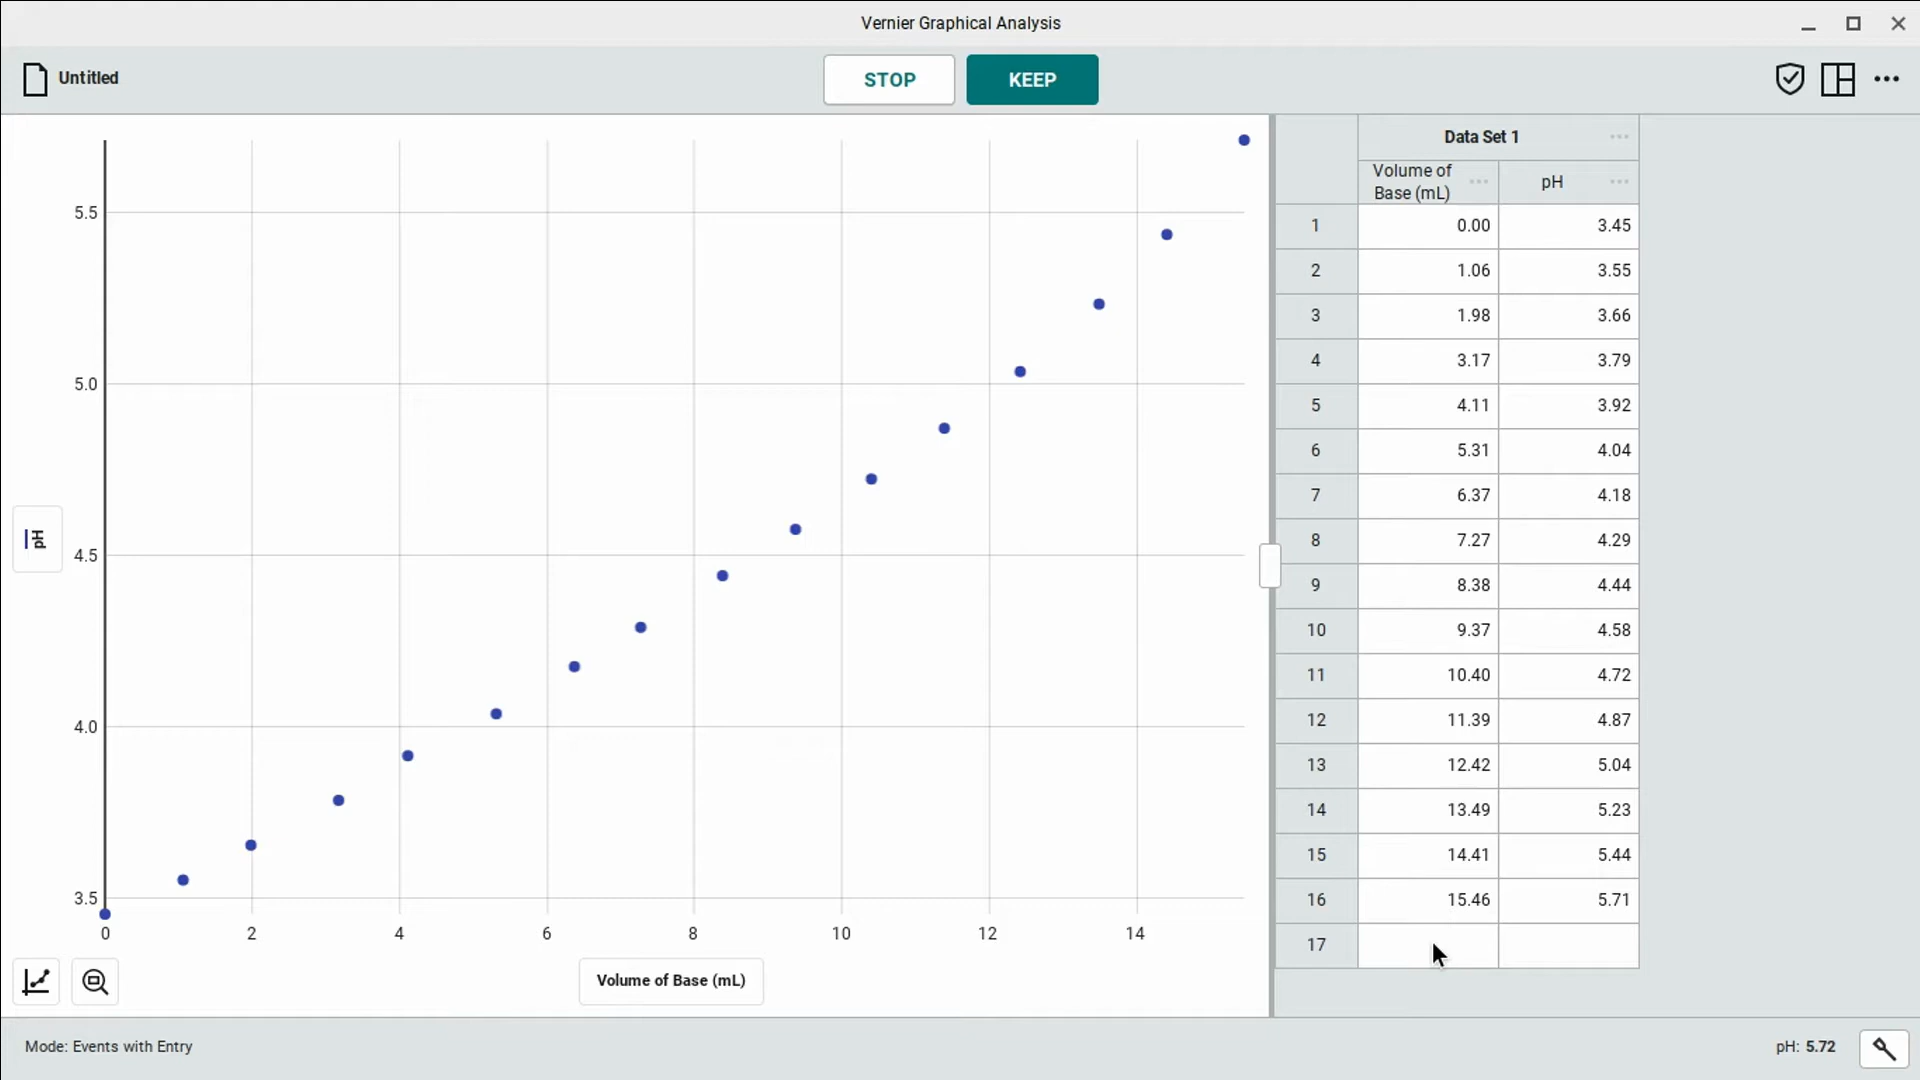 Vernier Graphical Analysis
Untitled
STOP
KEEP
5.5
5.0
4.5
4.0
3.5
pH
0 2 4 6 8 10 12 14
Volume of Base (mL)
Data Set 1
Volume of
Base (mL)
pH
1 0.00 3.45
2 1.06 3.55
3 1.98 3.66
4 3.17 3.79
5 4.11 3.92
6 5.31 4.04
7 6.37 4.18
8 7.27 4.29
9 8.38 4.44
10 9.37 4.58
11 10.40 4.72
12 11.39 4.87
13 12.42 5.04
14 13.49 5.23
15 14.41 5.44
16 15.46 5.71
17
Mode: Events with Entry
pH: 5.72